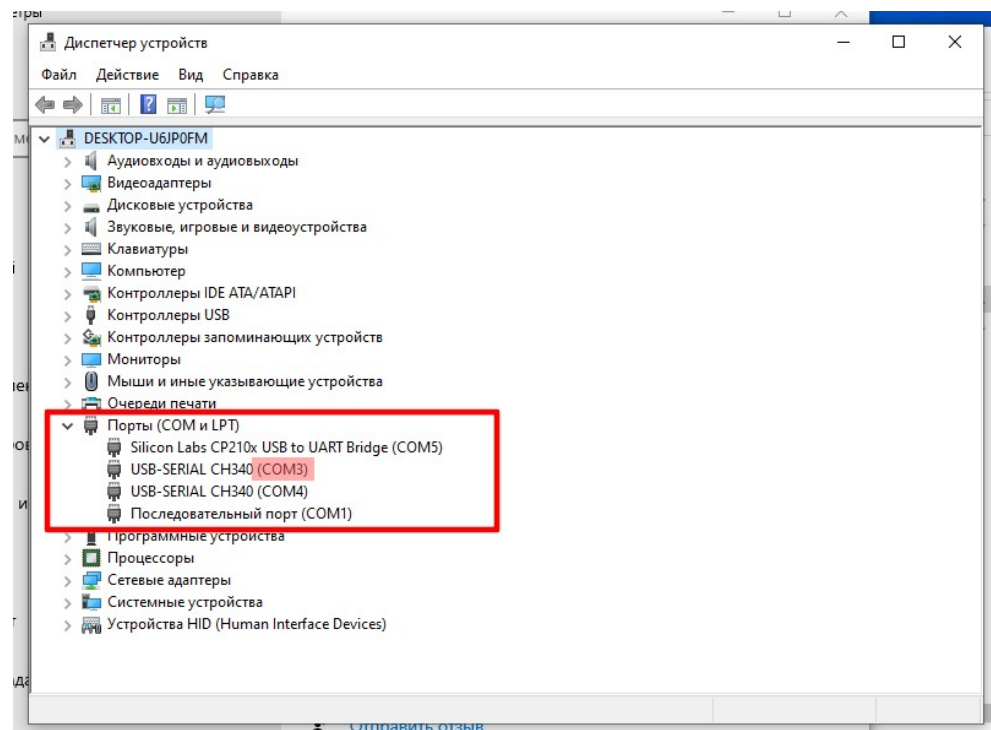 етры
Диспетчер устройств
Файл Действие Вид Справка
DESKTOP-U6JP0FM
Аудиовходы и аудиовыходы
Видеоадаптеры
Дисковые устройства
Звуковые, игровые и видеоустройства
Клавиатуры
Компьютер
Контроллеры IDE ATA/ATAPI
Контроллеры USB
Контроллеры запоминающих устройств
Мониторы
Мыши и иные указывающие устройства
Очереди печати
Порты (COM и LPT)
Silicon Labs CP210x USB to UART Bridge (COM5)
USB-SERIAL CH340 (COM3)
USB-SERIAL CH340 (COM4)
Последовательный порт (COM1)
Программные устройства
Процессоры
Сетевые адаптеры
Системные устройства
Устройства HID (Human Interface Devices)
Отправить отзыв